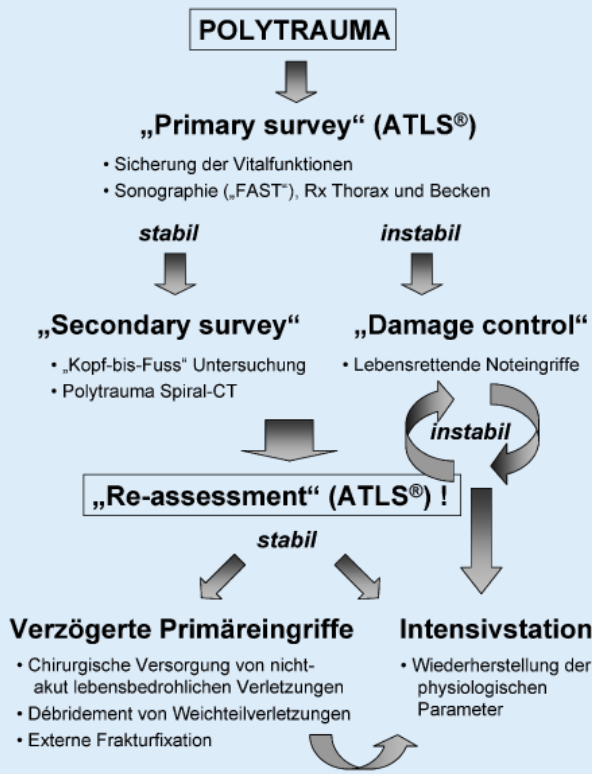 POLYTRAUMA
„Primary survey“ (ATLS®)
• Sicherung der Vitalfunktionen
• Sonographie („FAST“), Rx Thorax und Becken
stabil
instabil
„Secondary survey“
• „Kopf-bis-Fuss“ Untersuchung
• Polytrauma Spiral-CT
„Damage control“
• Lebensrettende Noteingriffe
instabil
„Re-assessment“ (ATLS®) !
stabil
Verzögerte Primäreingriffe
• Chirurgische Versorgung von nicht-
akut lebensbedrohlichen Verletzungen
• Débridement von Weichteilverletzungen
• Externe Frakturfixation
Intensivstation
• Wiederherstellung der
physiologischen
Parameter